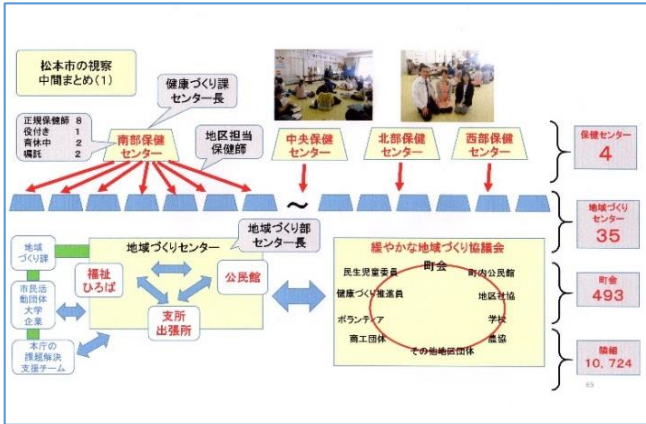 松本市の視察
中間まとめ（1）
健康づくり課
センター長
正規保健師 8
役付き 1
育休中 2
嘱託 2
南部保健
センター
地区担当
保健師
中央保健
センター
北部保健
センター
西部保健
センター
保健センター
4
～
地域づくり
センター
35
地域
づくり課
市民活
動団体
大学
企業
本庁の
課題解決
支援チーム
地域づくりセンター
地域づくり部
センター長
福祉
ひろば
公民館
支所
出張所
緩やかな地域づくり協議会
町会
民生児童委員
町内公民館
健康づくり推進員
地区社協
ボランティア
学校
商工団体
農協
その他地区団体
町会
493
隣組
10,724
63